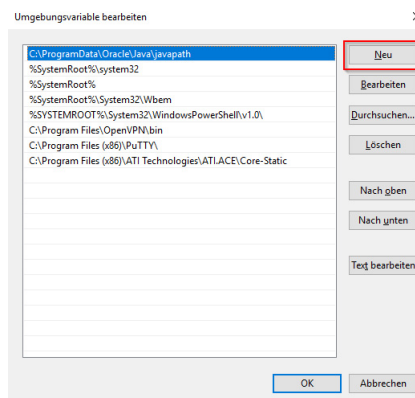 Umgebungsvariable bearbeiten
C:\ProgramData\Oracle\Java\javapath
%SystemRoot%\system32
%SystemRoot%
%SystemRoot%\System32\Wbem
%SYSTEMROOT%\System32\WindowsPowerShell\v1.0\
C:\Program Files\OpenVPN\bin
C:\Program Files (x86)\PuTTY\
C:\Program Files (x86)\ATI Technologies\ATI.ACE\Core-Static
Neu
Bearbeiten
Durchsuchen...
Löschen
Nach oben
Nach unten
Text bearbeiten
OK
Abbrechen